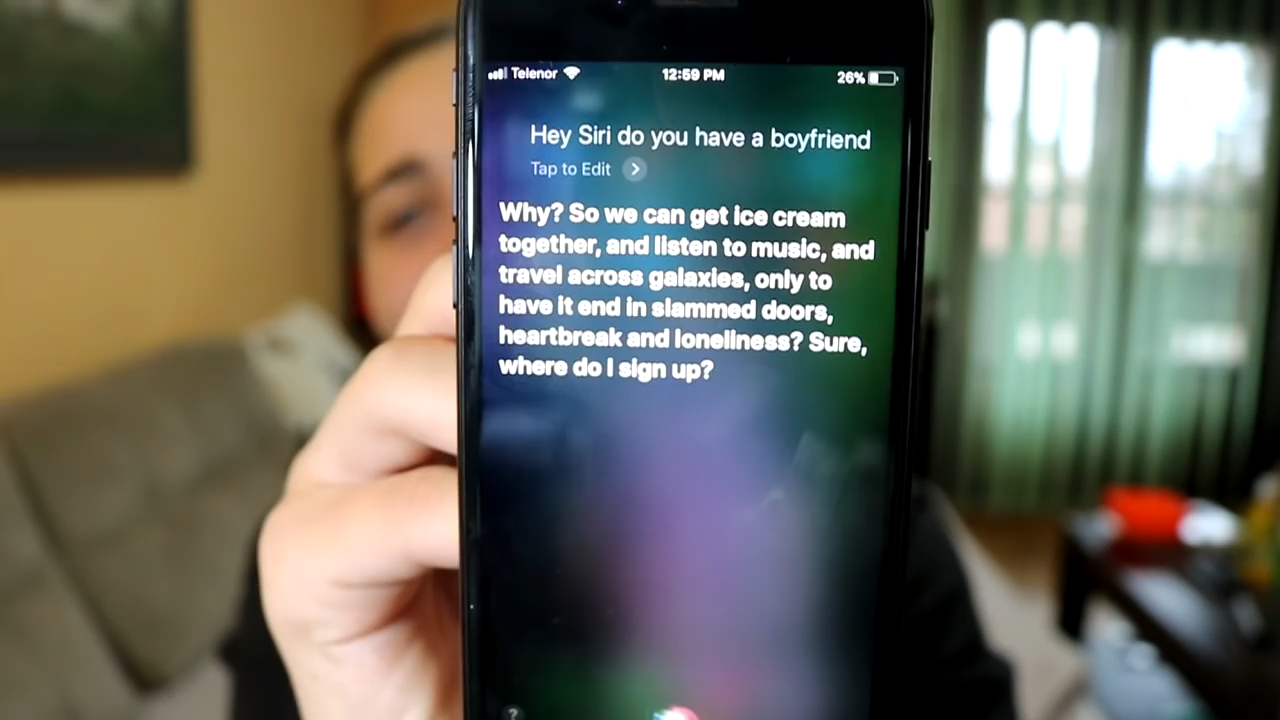 Telenor 12:59 PM 26%
Hey Siri do you have a boyfriend
Tap to Edit
Why? So we can get ice cream
together, and listen to music, and
travel across galaxies, only to
have it end in slammed doors,
heartbreak and loneliness? Sure,
where do I sign up?
?